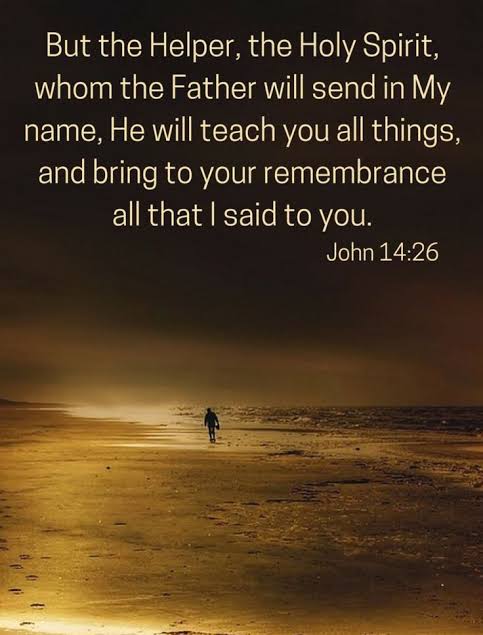 But the Helper, the Holy Spirit,
whom the Father will send in My
name, He will teach you all things,
and bring to your remembrance
all that I said to you.
John 14:26